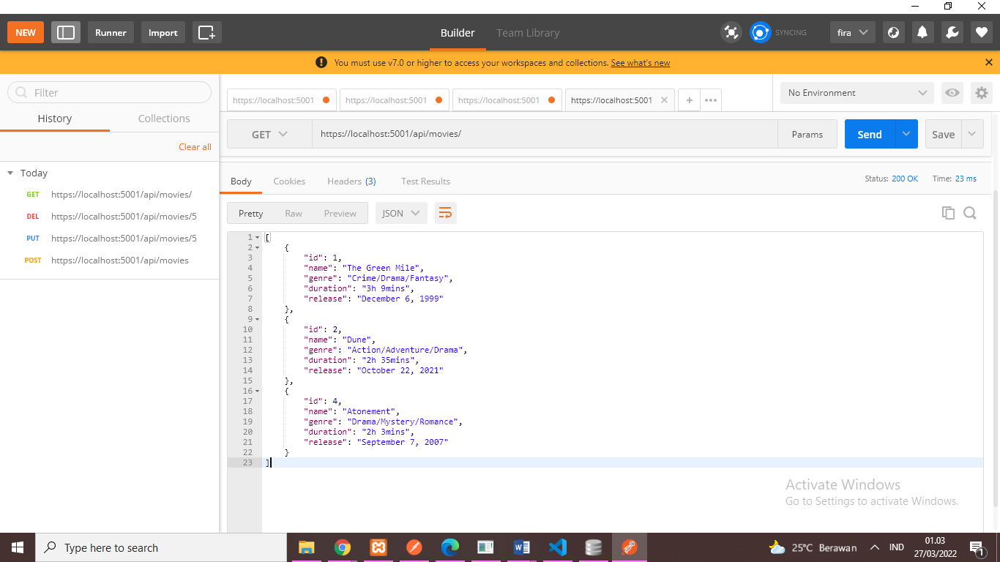 NEW Runner Import Builder Team Library SYNCING fira
You must use v7.0 or higher to access your workspaces and collections. See what's new
Filter
History Collections
Clear all
Today
GET https://localhost:5001/api/movies/
DEL https://localhost:5001/api/movies/5
PUT https://localhost:5001/api/movies/5
POST https://localhost:5001/api/movies
https://localhost:5001 https://localhost:5001 https://localhost:5001 https://localhost:5001 No Environment
GET https://localhost:5001/api/movies/ Params Send Save
Body Cookies Headers (3) Test Results Status: 200 OK Time: 23 ms
Pretty Raw Preview JSON
1 [
2 {
3 "id": 1,
4 "name": "The Green Mile",
5 "genre": "Crime/Drama/Fantasy",
6 "duration": "3h 9mins",
7 "release": "December 6, 1999"
8 },
9 {
10 "id": 2,
11 "name": "Dune",
12 "genre": "Action/Adventure/Drama",
13 "duration": "2h 35mins",
14 "release": "October 22, 2021"
15 },
16 {
17 "id": 4,
18 "name": "Atonement",
19 "genre": "Drama/Mystery/Romance",
20 "duration": "2h 3mins",
21 "release": "September 7, 2007"
22 }
23 ]
Activate Windows
Go to Settings to activate Windows.
Type here to search 25°C Berawan IND 01.03
27/03/2022 1